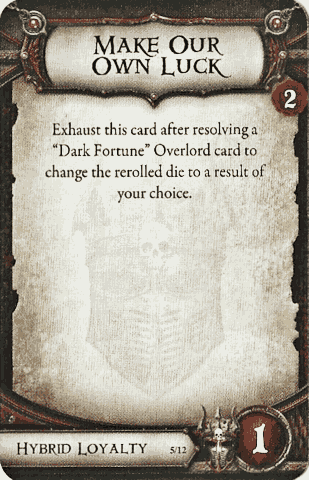 MAKE OUR
OWN LUCK
2
Exhaust this card after resolving a
“Dark Fortune” Overlord card to
change the rerolled die to a result of
your choice.
HYBRID LOYALTY 5/12
1